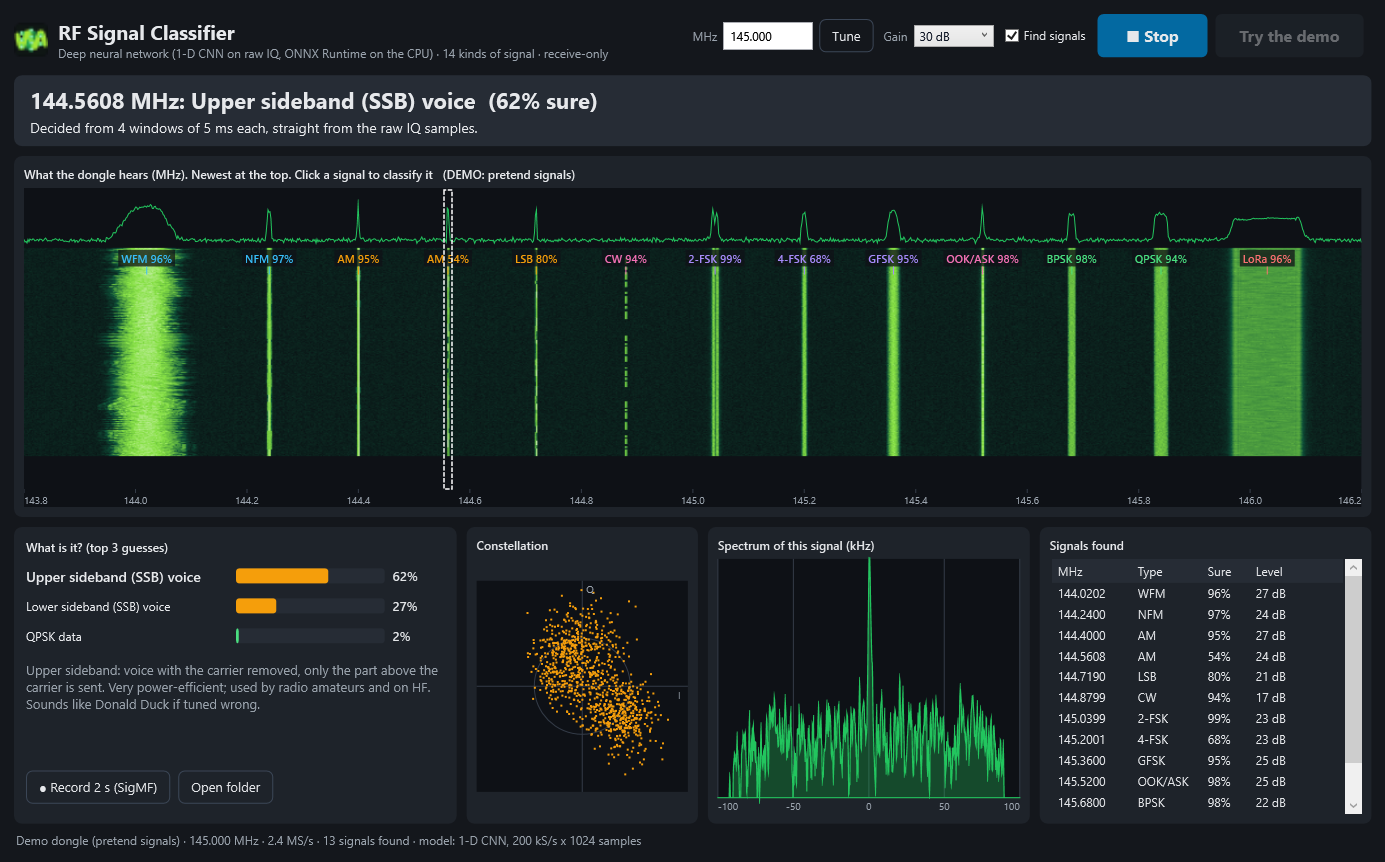 RF Signal Classifier
Deep neural network (1-D CNN on raw IQ, ONNX Runtime on the CPU) · 14 kinds of signal · receive-only
MHz 145.000 Tune Gain 30 dB Find signals Stop Try the demo
144.5608 MHz: Upper sideband (SSB) voice (62% sure)
Decided from 4 windows of 5 ms each, straight from the raw IQ samples.
What the dongle hears (MHz). Newest at the top. Click a signal to classify it (DEMO: pretend signals)
WFM 96% NFM 97% AM 95% AM 54% LSB 80% CW 94% 2-FSK 99% 4-FSK 68% GFSK 95% OOK/ASK 98% BPSK 98% QPSK 94% LoRa 96%
143.8 144.0 144.2 144.4 144.6 144.8 145.0 145.2 145.4 145.6 145.8 146.0 146.2
What is it? (top 3 guesses)
Upper sideband (SSB) voice 62%
Lower sideband (SSB) voice 27%
QPSK data 2%
Upper sideband: voice with the carrier removed, only the part above the
carrier is sent. Very power-efficient; used by radio amateurs and on HF.
Sounds like Donald Duck if tuned wrong.
● Record 2 s (SigMF) Open folder
Constellation
Q
I
Spectrum of this signal (kHz)
-100 -50 0 50 100
Signals found
MHz Type Sure Level
144.0202 WFM 96% 27 dB
144.2400 NFM 97% 24 dB
144.4000 AM 95% 27 dB
144.5608 AM 54% 24 dB
144.7190 LSB 80% 21 dB
144.8799 CW 94% 17 dB
145.0399 2-FSK 99% 23 dB
145.2001 4-FSK 68% 23 dB
145.3600 GFSK 95% 25 dB
145.5200 OOK/ASK 98% 25 dB
145.6800 BPSK 98% 22 dB
Demo dongle (pretend signals) · 145.000 MHz · 2.4 MS/s · 13 signals found · model: 1-D CNN, 200 kS/s x 1024 samples